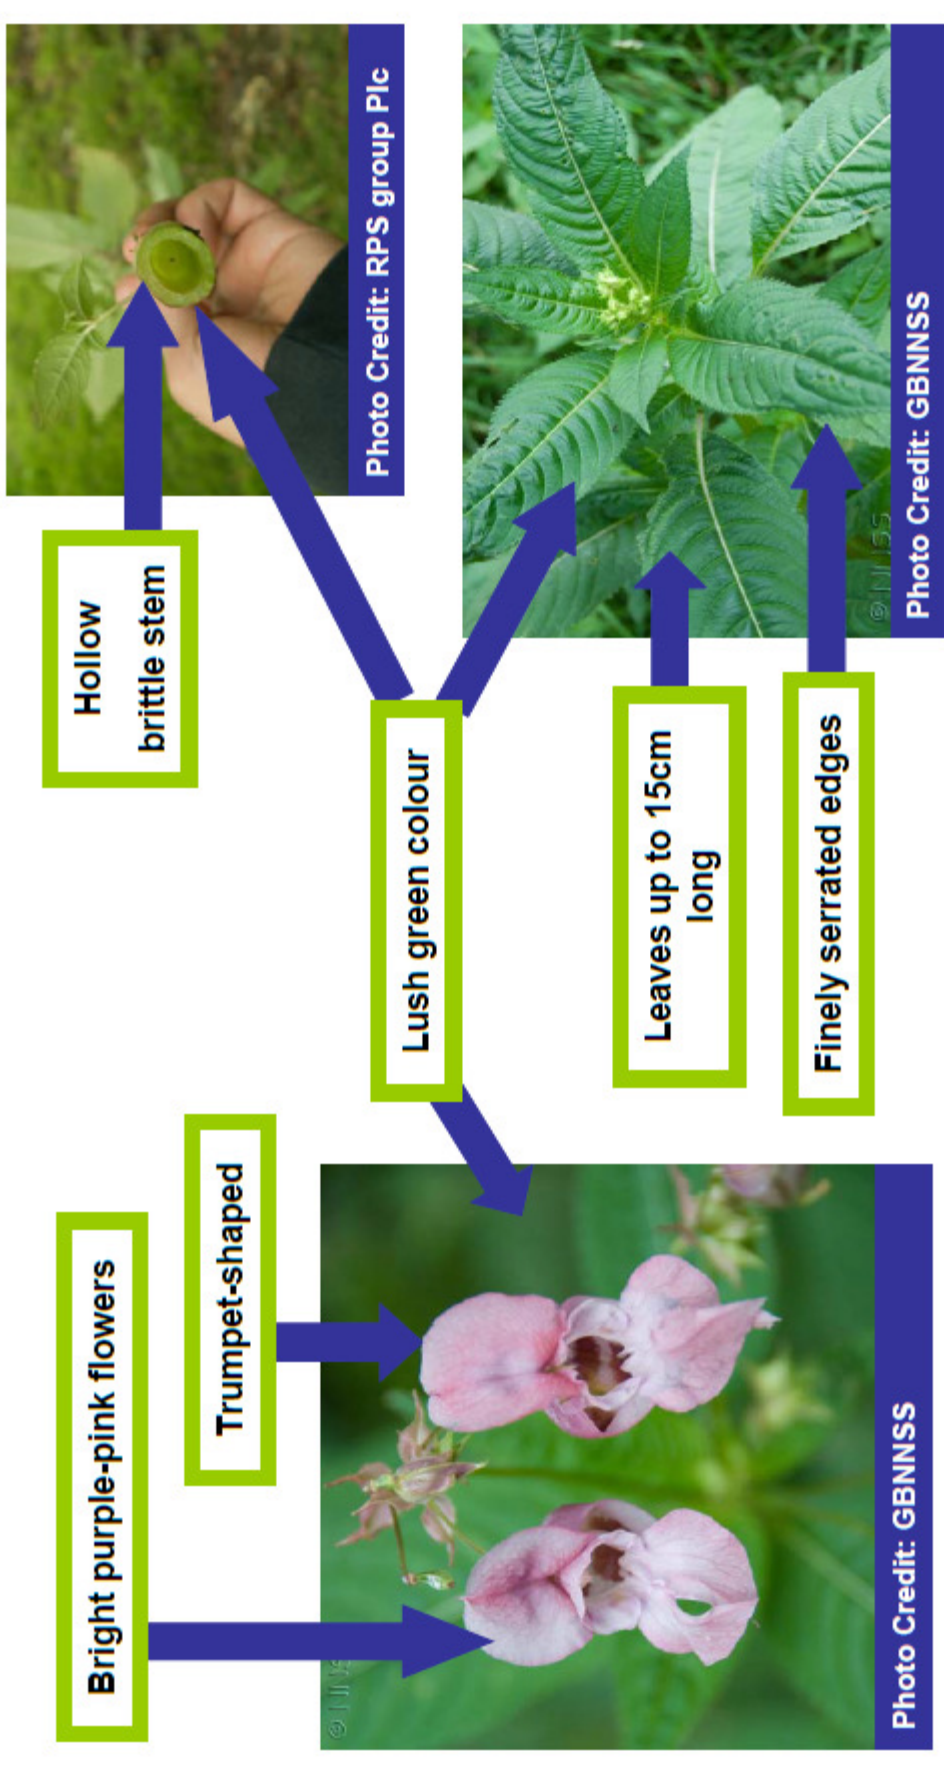 Bright purple-pink flowers
Trumpet-shaped
Hollow
brittle stem
Lush green colour
Leaves up to 15cm
long
Finely serrated edges
Photo Credit: RPS group Plc
Photo Credit: GBNNSS
Photo Credit: GBNNSS
© NNSS